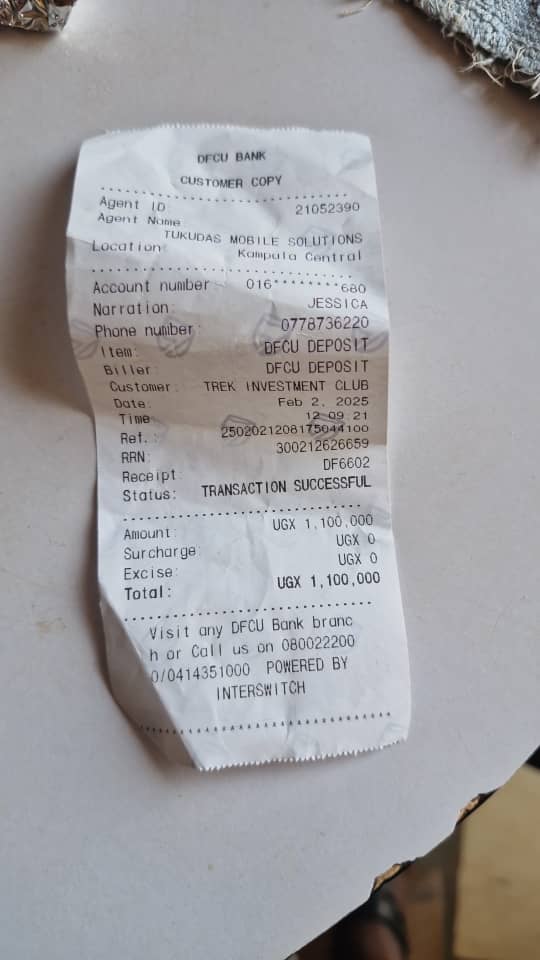 DFCU BANK
CUSTOMER COPY
Agent ID 21052390
Agent Name
TUKUDAS MOBILE SOLUTIONS
Location: Kampala Central
Account number 016********680
Narration: JESSICA
Phone number: 0778736220
Item: DFCU DEPOSIT
Biller: DFCU DEPOSIT
Customer: TREK INVESTMENT CLUB
Date: Feb 2, 2025
Time: 12 09 21
Ref.: 2502021208175044100
RRN: 300212626659
Receipt: DF6602
Status: TRANSACTION SUCCESSFUL
Amount: UGX 1,100,000
Surcharge: UGX 0
Excise: UGX 0
Total: UGX 1,100,000
Visit any DFCU Bank branc
h or Call us on 080022200
0/0414351000 POWERED BY
INTERSWITCH